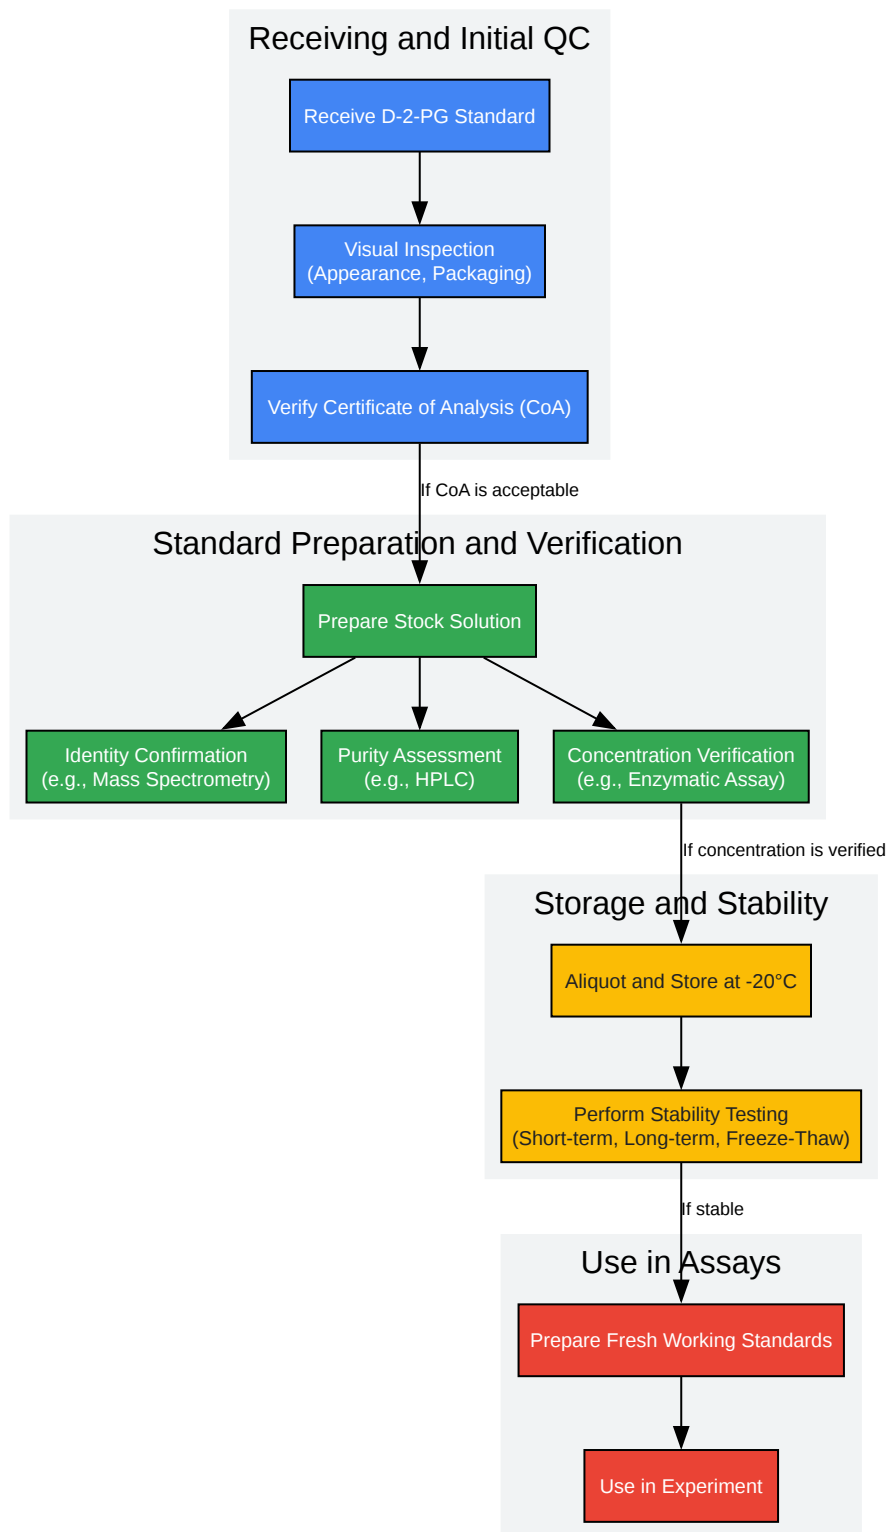 Receiving and Initial QC
Receive D-2-PG Standard
Visual Inspection
(Appearance, Packaging)
Verify Certificate of Analysis (CoA)
If CoA is acceptable
Standard Preparation and Verification
Prepare Stock Solution
Identity Confirmation
(e.g., Mass Spectrometry)
Purity Assessment
(e.g., HPLC)
Concentration Verification
(e.g., Enzymatic Assay)
If concentration is verified
Storage and Stability
Aliquot and Store at -20°C
Perform Stability Testing
(Short-term, Long-term, Freeze-Thaw)
If stable
Use in Assays
Prepare Fresh Working Standards
Use in Experiment